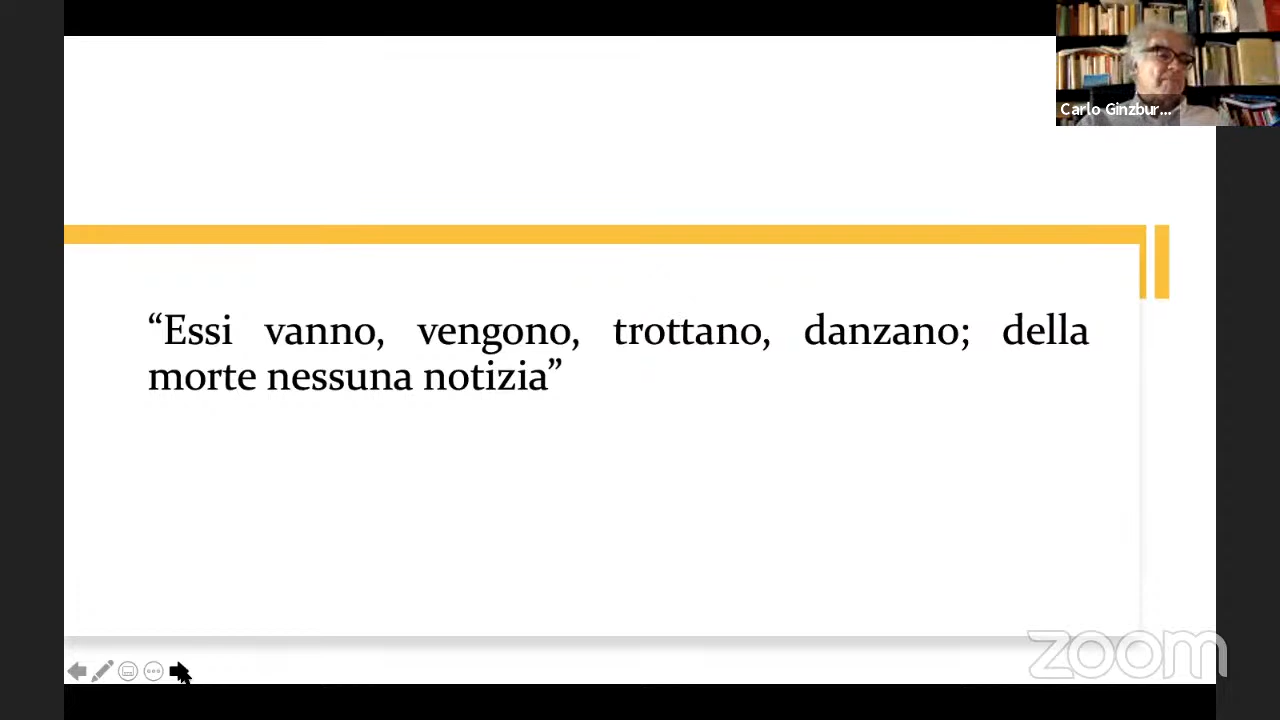 Carlo Ginzbur...
“Essi vanno, vengono, trottano, danzano; della
morte nessuna notizia”
zoom